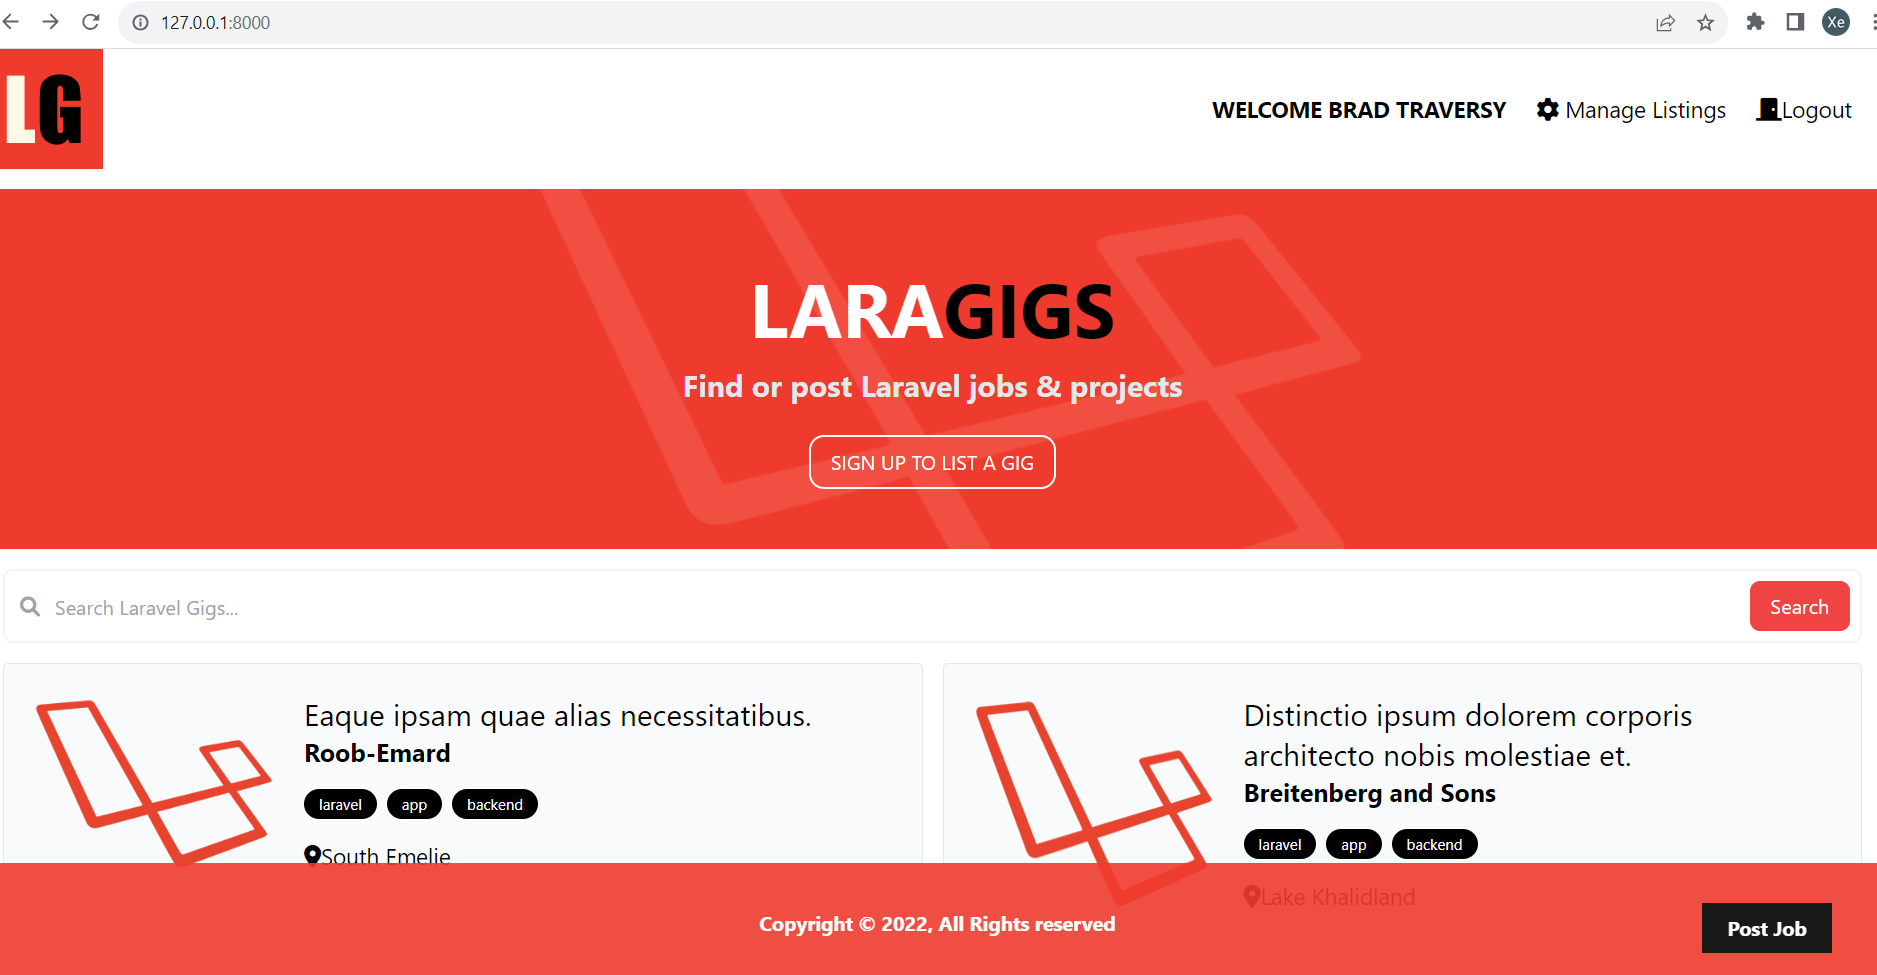 127.0.0.1:8000
Xe
LG
WELCOME BRAD TRAVERSY Manage Listings Logout
LARAGIGS
Find or post Laravel jobs & projects
SIGN UP TO LIST A GIG
Search Laravel Gigs...
Search
Eaque ipsam quae alias necessitatibus.
Roob-Emard
laravel app backend
South Emelie
Distinctio ipsum dolorem corporis
architecto nobis molestiae et.
Breitenberg and Sons
laravel app backend
Lake Khalidland
Copyright © 2022, All Rights reserved
Post Job